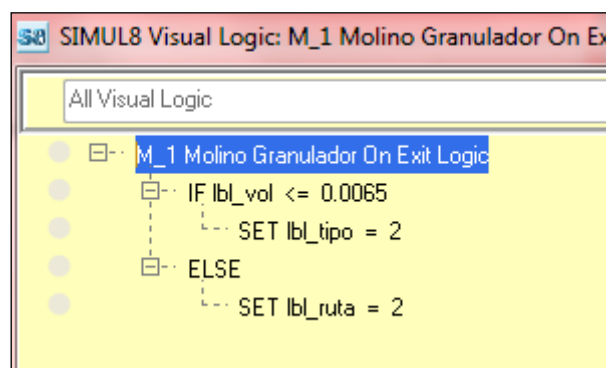 S8 SIMUL8 Visual Logic: M_1 Molino Granulador On Ex
All Visual Logic
M_1 Molino Granulador On Exit Logic
IF lbl_vol <= 0.0065
SET lbl_tipo = 2
ELSE
SET lbl_ruta = 2